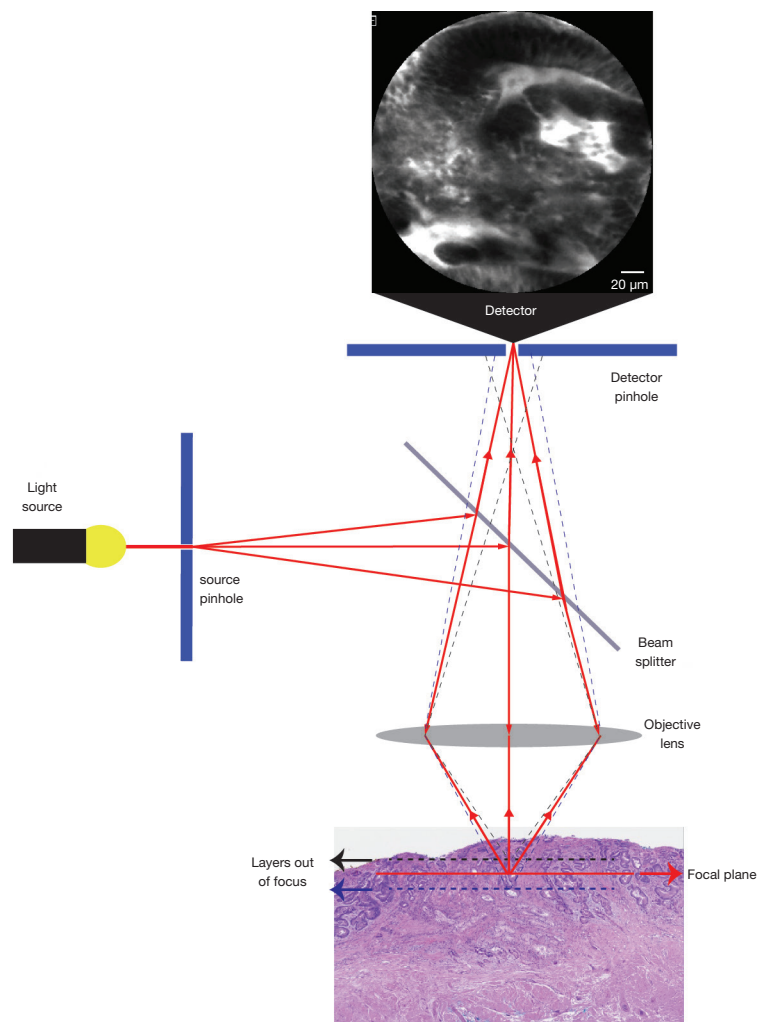 20 µm
Detector
Detector
pinhole
Light
source
source
pinhole
Beam
splitter
Objective
lens
Layers out
of focus
Focal plane